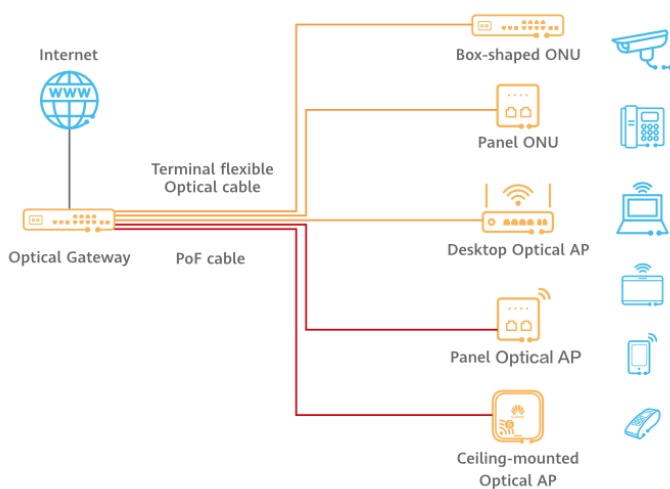 Internet
WWW
Box-shaped ONU
Panel ONU
Terminal flexible
Optical cable
Optical Gateway
PoF cable
Desktop Optical AP
Panel Optical AP
Ceiling-mounted
Optical AP